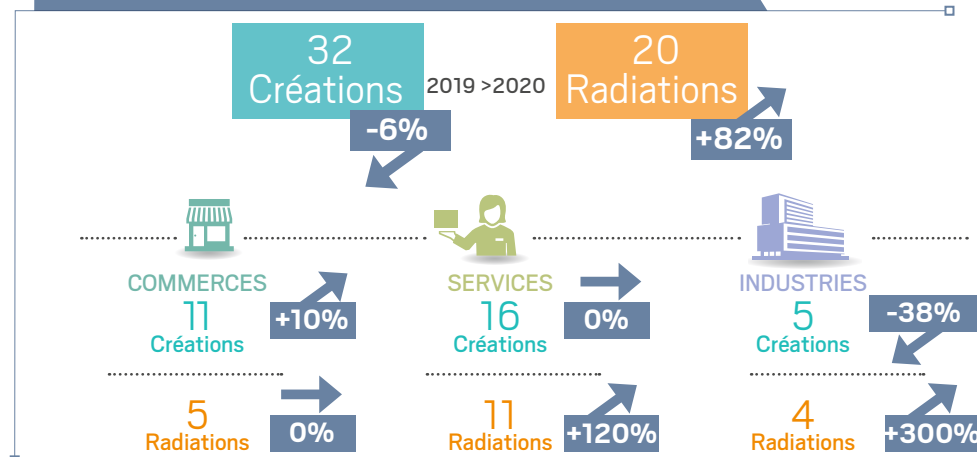 32
Créations
2019 >2020
20
Radiations
-6%
+82%
COMMERCES
11
Créations
+10%
SERVICES
16
Créations
0%
INDUSTRIES
5
Créations
-38%
5
Radiations
0%
11
Radiations
+120%
4
Radiations
+300%